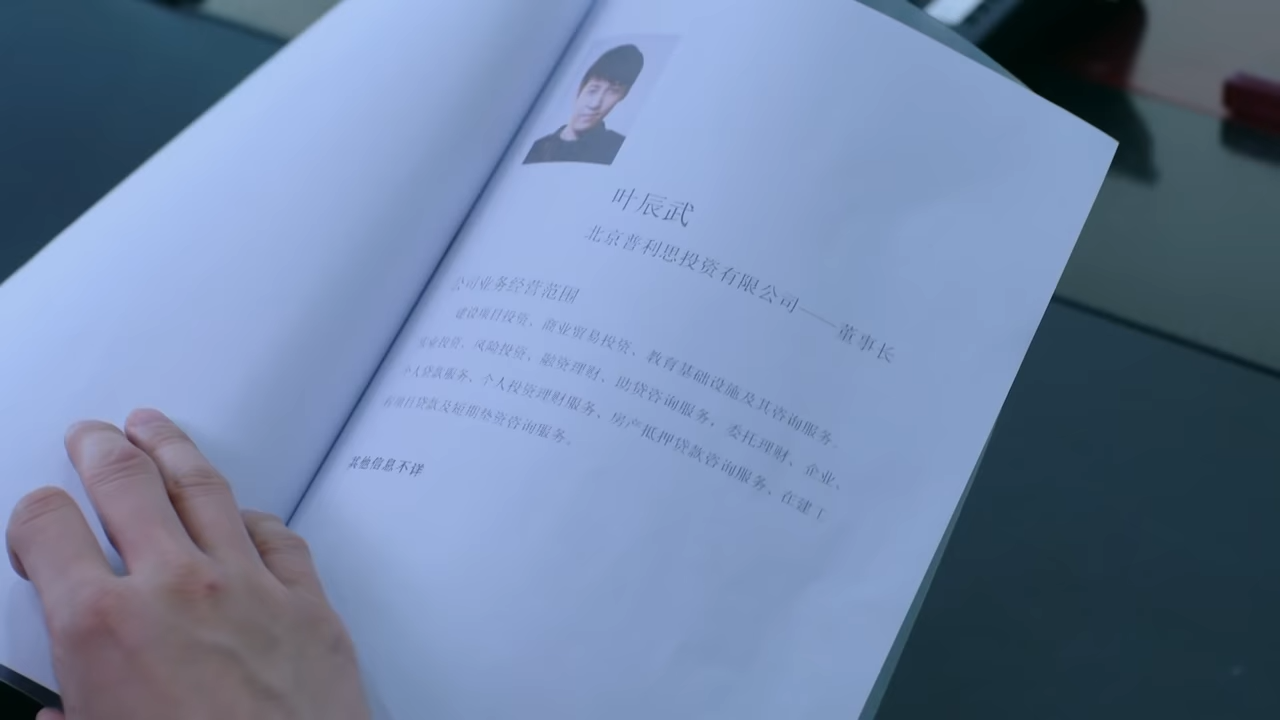 叶辰武
北京普利思投资有限公司——董事长
公司业务经营范围
建设项目投资、商业贸易投资、教育基础设施及其咨询服务、
实业投资、风险投资、融资理财、助贷咨询服务，委托理财、企业、
个人贷款服务、个人投资理财服务、房产抵押贷款咨询服务、在建工
程项目贷款及短期垫资咨询服务。
其他信息不详